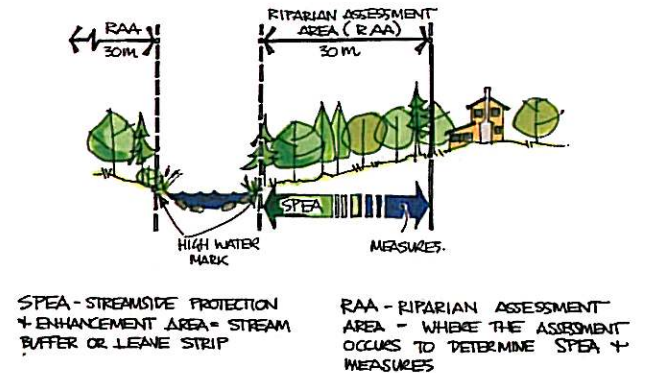 RAA
30m
RIPARIAN ASSESSMENT
AREA (RAA)
30m
SPEA
HIGH WATER
MARK
MEASURES.
SPEA - STREAMSIDE PROTECTION
+ ENHANCEMENT AREA = STREAM
BUFFER OR LEAVE STRIP
RAA - RIPARIAN ASSESSMENT
AREA - WHERE THE ASSESSMENT
OCCURS TO DETERMINE SPEA +
MEASURES